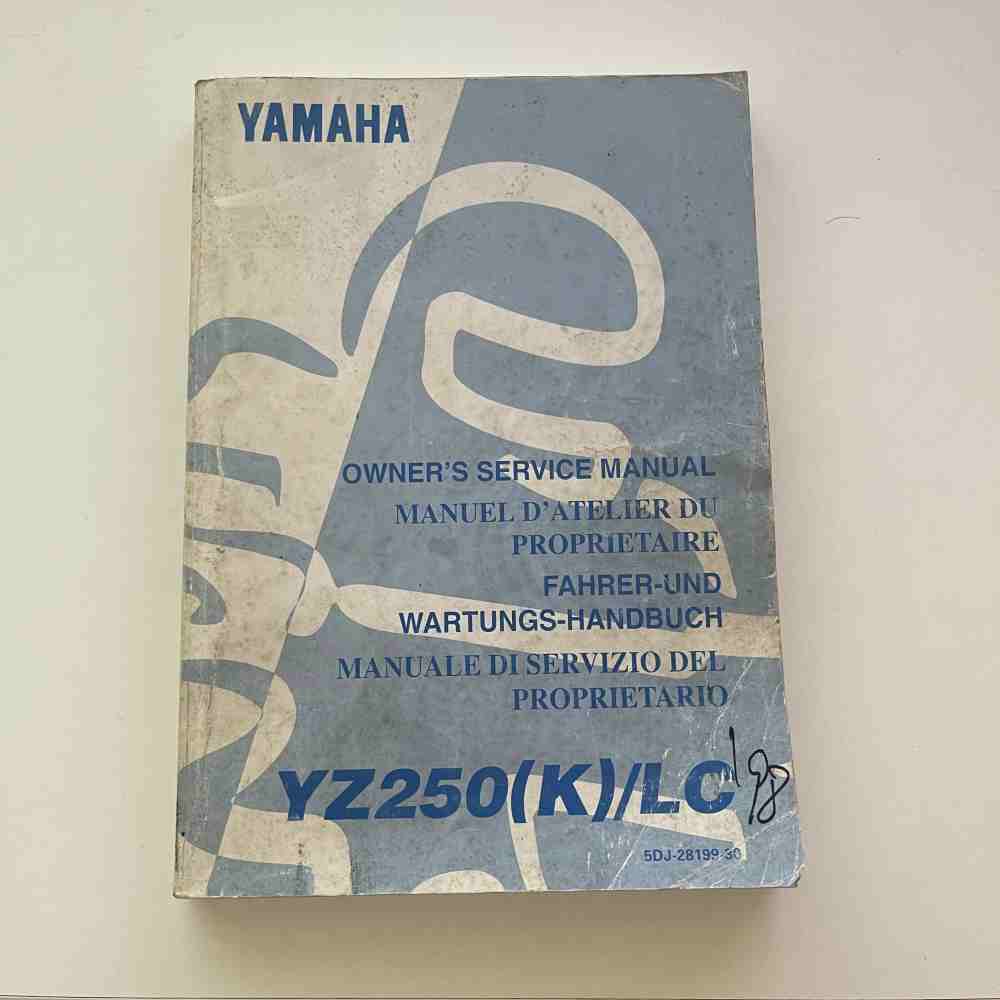 YAMAHA
OWNER'S SERVICE MANUAL
MANUEL D'ATELIER DU
PROPRIETAIRE
FAHRER-UND
WARTUNGS-HANDBUCH
MANUALE DI SERVIZIO DEL
PROPRIETARIO
YZ250(K)/LC
5DJ-28199-30